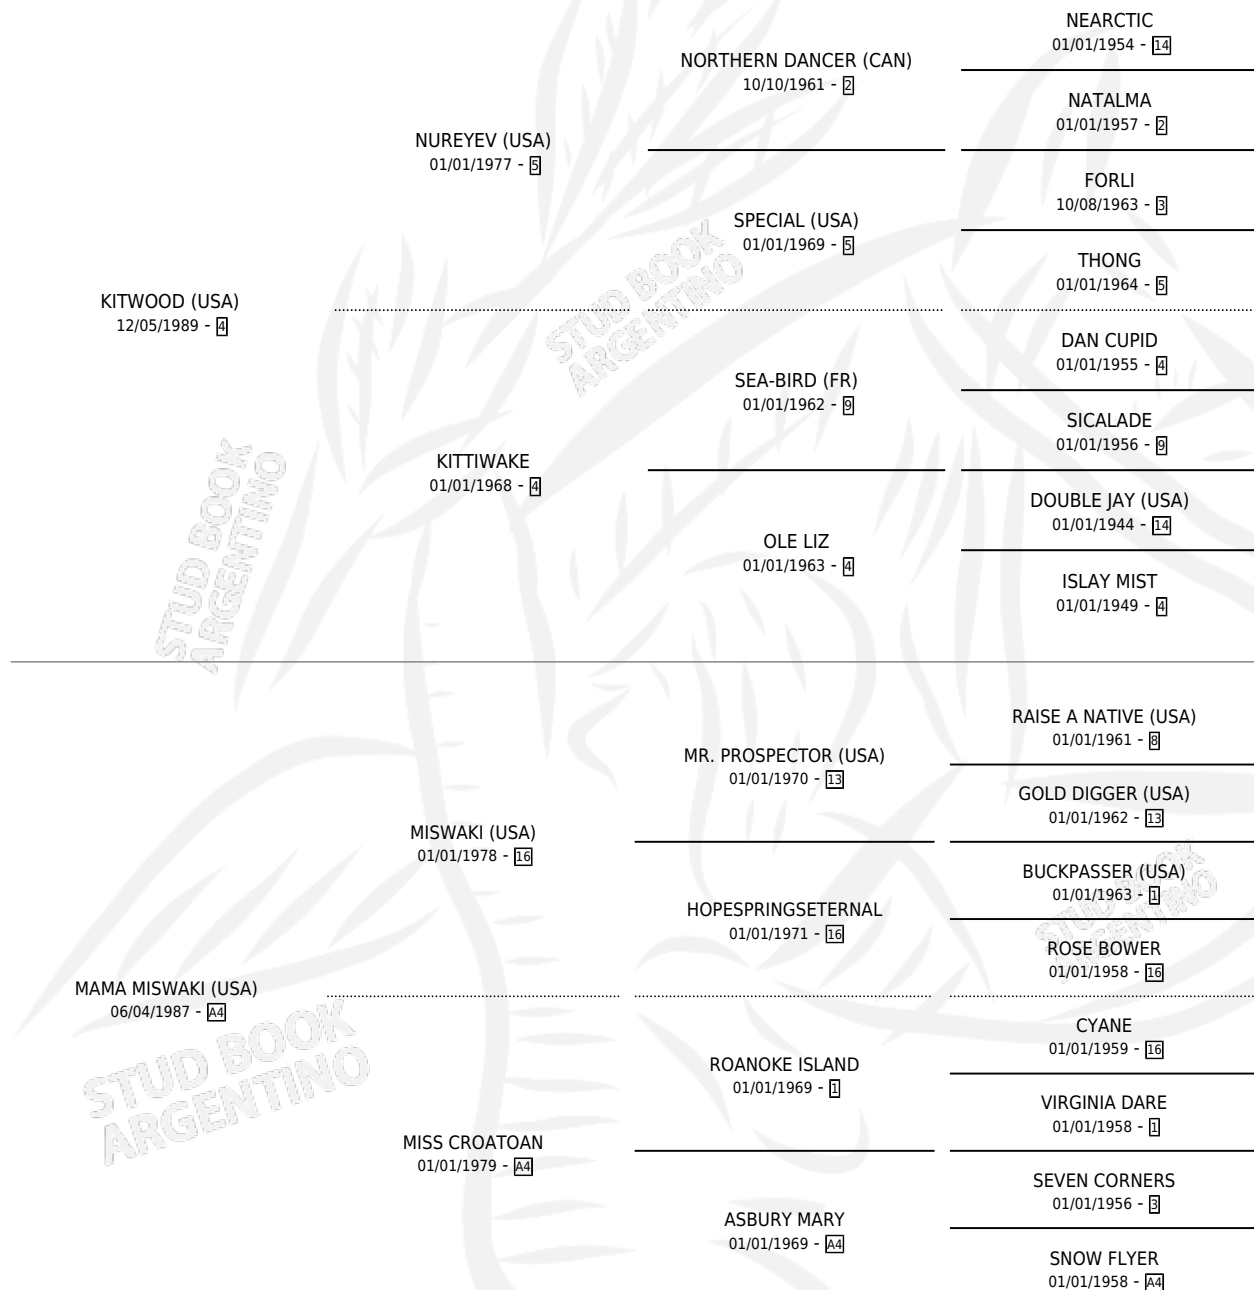 NEARCTIC
01/01/1954 - 14
NORTHERN DANCER (CAN)
10/10/1961 - 2
NATALMA
01/01/1957 - 2
NUREYEV (USA)
01/01/1977 - 5
FORLI
10/08/1963 - 3
SPECIAL (USA)
01/01/1969 - 5
THONG
01/01/1964 - 5
KITWOOD (USA)
12/05/1989 - 4
DAN CUPID
01/01/1955 - 4
SEA-BIRD (FR)
01/01/1962 - 9
SICALADE
01/01/1956 - 9
KITTIWAKE
01/01/1968 - 4
DOUBLE JAY (USA)
01/01/1944 - 14
OLE LIZ
01/01/1963 - 4
ISLAY MIST
01/01/1949 - 4
RAISE A NATIVE (USA)
01/01/1961 - 8
MR. PROSPECTOR (USA)
01/01/1970 - 13
GOLD DIGGER (USA)
01/01/1962 - 13
MISWAKI (USA)
01/01/1978 - 16
BUCKPASSER (USA)
01/01/1963 - 1
HOPESPRINGSETERNAL
01/01/1971 - 16
ROSE BOWER
01/01/1958 - 16
MAMA MISWAKI (USA)
06/04/1987 - A4
CYANE
01/01/1959 - 16
ROANOKE ISLAND
01/01/1969 - 1
VIRGINIA DARE
01/01/1958 - 1
MISS CROATOAN
01/01/1979 - A4
SEVEN CORNERS
01/01/1956 - 3
ASBURY MARY
01/01/1969 - A4
SNOW FLYER
01/01/1958 - A4
STUD BOOK
ARGENTINO
STUD BOOK
ARGENTINO
STUD BOOK
ARGENTINO
STUD BOOK
ARGENTINO